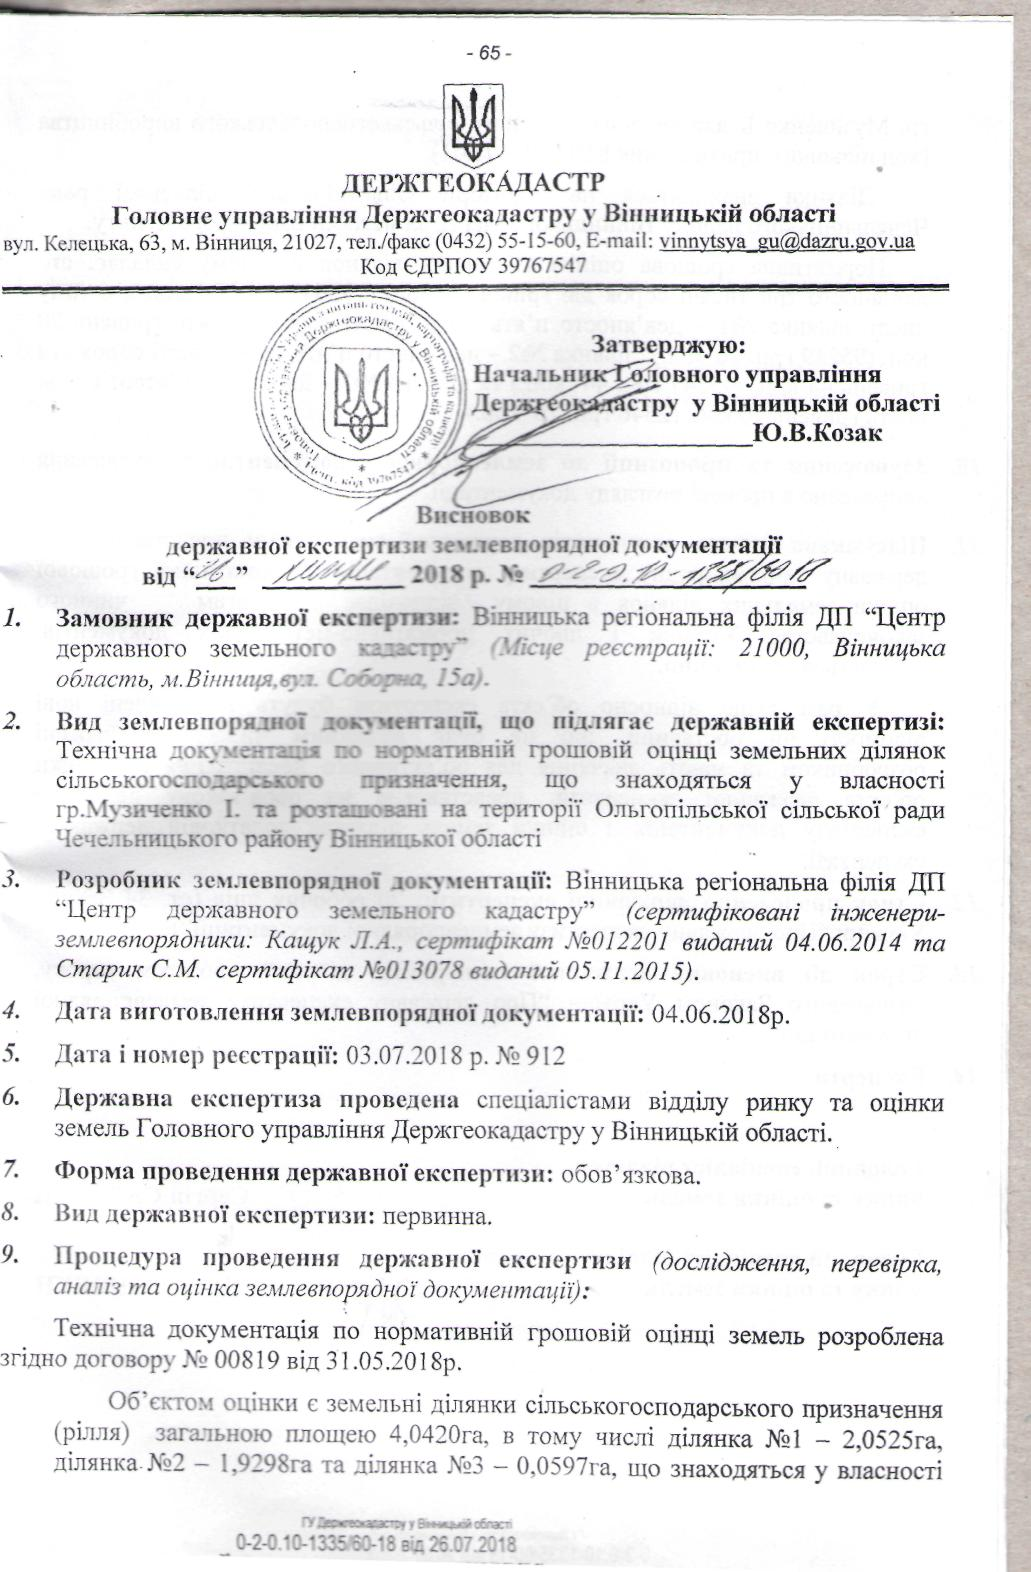 - 65 -
ДЕРЖГЕОКАДАСТР
Головне управління Держгеокадастру у Вінницькій області
вул. Келецька, 63, м. Вінниця, 21027, тел./факс (0432) 55-15-60, E-mail: vinnytsya_gu@dazru.gov.ua
Код ЄДРПОУ 39767547
Затверджую:
Начальник Головного управління
Держгеокадастру у Вінницькій області
Ю.В.Козак
Висновок
державної експертизи землевпорядної документації
від “26” липня 2018 р. № 0-2-0.10-1335/60-18
1. Замовник державної експертизи: Вінницька регіональна філія ДП “Центр
державного земельного кадастру” (Місце реєстрації: 21000, Вінницька
область, м.Вінниця,вул. Соборна, 15а).
2. Вид землевпорядної документації, що підлягає державній експертизі:
Технічна документація по нормативній грошовій оцінці земельних ділянок
сільськогосподарського призначення, що знаходяться у власності
гр.Музиченко І. та розташовані на території Ольгопільської сільської ради
Чечельницького району Вінницької області
3. Розробник землевпорядної документації: Вінницька регіональна філія ДП
“Центр державного земельного кадастру” (сертифіковані інженери-
землевпорядники: Кащук Л.А., сертифікат №012201 виданий 04.06.2014 та
Старик С.М. сертифікат №013078 виданий 05.11.2015).
4. Дата виготовлення землевпорядної документації: 04.06.2018р.
5. Дата і номер реєстрації: 03.07.2018 р. № 912
6. Державна експертиза проведена спеціалістами відділу ринку та оцінки
земель Головного управління Держгеокадастру у Вінницькій області.
7. Форма проведення державної експертизи: обов’язкова.
8. Вид державної експертизи: первинна.
9. Процедура проведення державної експертизи (дослідження, перевірка,
аналіз та оцінка землевпорядної документації):
Технічна документація по нормативній грошовій оцінці земель розроблена
згідно договору № 00819 від 31.05.2018р.
Об’єктом оцінки є земельні ділянки сільськогосподарського призначення
(рілля) загальною площею 4,0420га, в тому числі ділянка №1 – 2,0525га,
ділянка №2 – 1,9298га та ділянка №3 – 0,0597га, що знаходяться у власності
ГУ Держгеокадастру у Вінницькій області
0-2-0.10-1335/60-18 від 26.07.2018